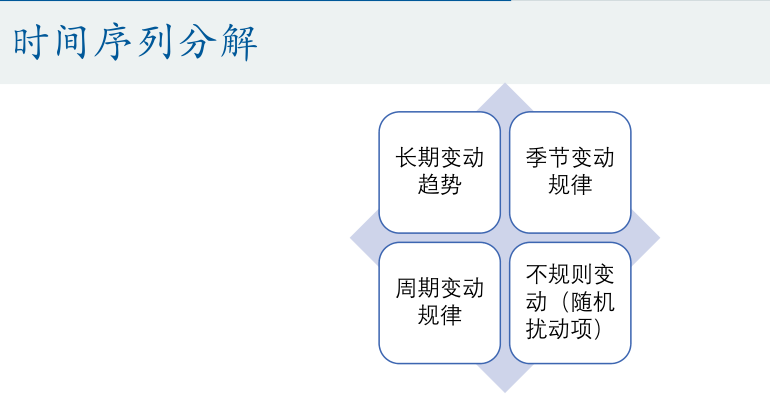 时间序列分解
长期变动
趋势
季节变动
规律
周期变动
规律
不规则变
动（随机
扰动项）